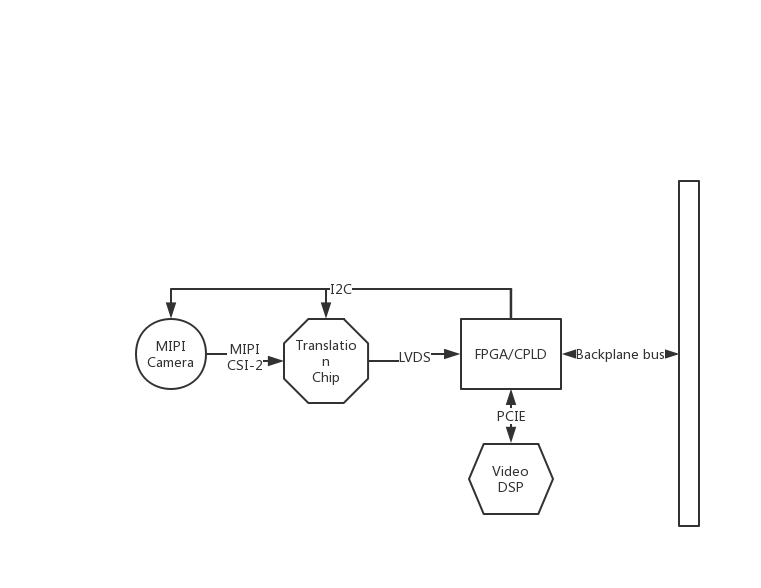 I2C
MIPI
Camera
MIPI
CSI-2
Translatio
n
Chip
LVDS
FPGA/CPLD
Backplane bus
PCIE
Video
DSP